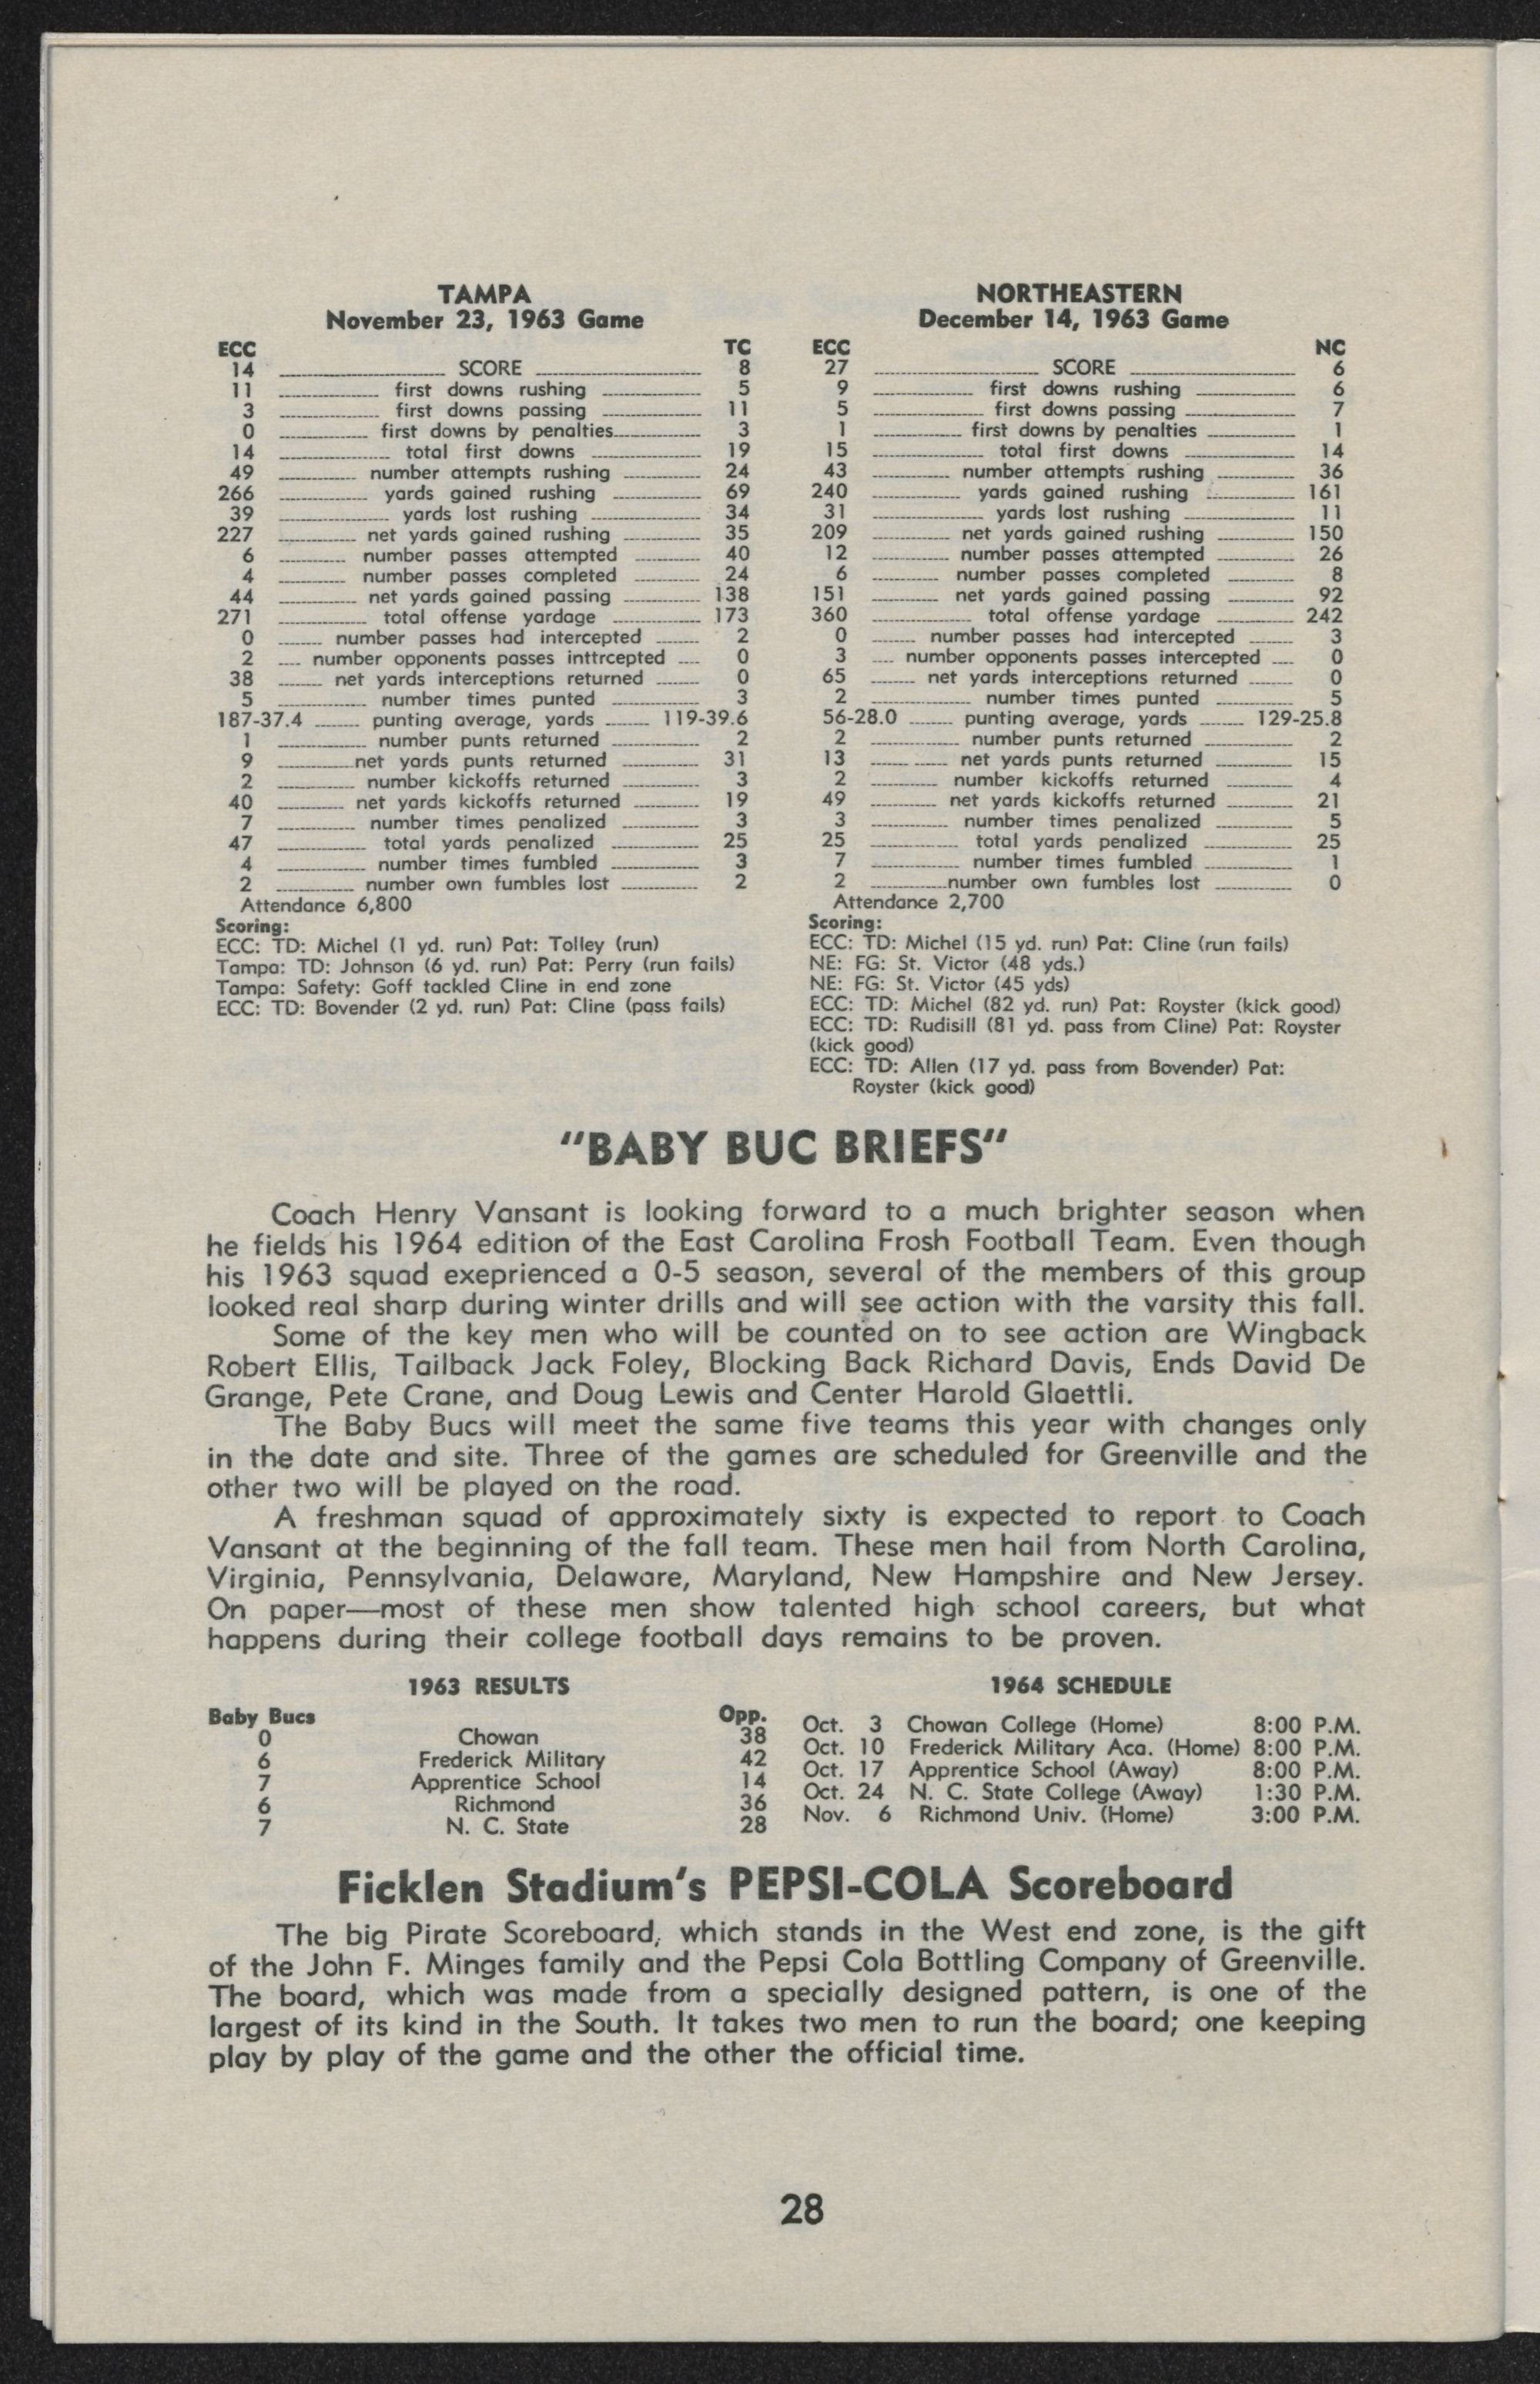 TAMPA
November 23, 1963 Game
ECC TC
14 SCORE 8
11 first downs rushing 5
3 first downs passing 11
0 first downs by penalties 3
14 total first downs 19
49 number attempts rushing 24
266 yards gained rushing 69
39 yards lost rushing 34
227 net yards gained rushing 35
6 number passes attempted 40
4 number passes completed 24
44 net yards gained passing 138
271 total offense yardage 173
0 number passes had intercepted 2
2 number opponents passes inttrcepted 0
38 net yards interceptions returned 0
5 number times punted 3
187-37.4 punting average, yards 119-39.6
1 number punts returned 2
9 net yards punts returned 31
2 number kickoffs returned 3
40 net yards kickoffs returned 19
7 number times penalized 3
47 total yards penalized 25
4 number times fumbled 3
2 number own fumbles lost 2
Attendance 6,800
Scoring:
ECC: TD: Michel (1 yd. run) Pat: Tolley (run)
Tampa: TD: Johnson (6 yd. run) Pat: Perry (run fails)
Tampa: Safety: Goff tackled Cline in end zone
ECC: TD: Bovender (2 yd. run) Pat: Cline (pass fails)
NORTHEASTERN
December 14, 1963 Game
ECC NC
27 SCORE 6
9 first downs rushing 6
5 first downs passing 7
1 first downs by penalties 1
15 total first downs 14
43 number attempts rushing 36
240 yards gained rushing 161
31 yards lost rushing 11
209 net yards gained rushing 150
12 number passes attempted 26
6 number passes completed 8
151 net yards gained passing 92
360 total offense yardage 242
0 number passes had intercepted 3
3 number opponents passes intercepted 0
65 net yards interceptions returned 0
2 number times punted 5
56-28.0 punting average, yards 129-25.8
2 number punts returned 2
13 net yards punts returned 15
2 number kickoffs returned 4
49 net yards kickoffs returned 21
3 number times penalized 5
25 total yards penalized 25
7 number times fumbled 1
2 number own fumbles lost 0
Attendance 2,700
Scoring:
ECC: TD: Michel (15 yd. run) Pat: Cline (run fails)
NE: FG: St. Victor (48 yds.)
NE: FG: St. Victor (45 yds)
ECC: TD: Michel (82 yd. run) Pat: Royster (kick good)
ECC: TD: Rudisill (81 yd. pass from Cline) Pat: Royster
(kick good)
ECC: TD: Allen (17 yd. pass from Bovender) Pat:
Royster (kick good)
"BABY BUC BRIEFS"
Coach Henry Vansant is looking forward to a much brighter season when
he fields his 1964 edition of the East Carolina Frosh Football Team. Even though
his 1963 squad exeprienced a 0-5 season, several of the members of this group
looked real sharp during winter drills and will see action with the varsity this fall.
Some of the key men who will be counted on to see action are Wingback
Robert Ellis, Tailback Jack Foley, Blocking Back Richard Davis, Ends David De
Grange, Pete Crane, and Doug Lewis and Center Harold Glaettli.
The Baby Bucs will meet the same five teams this year with changes only
in the date and site. Three of the games are scheduled for Greenville and the
other two will be played on the road.
A freshman squad of approximately sixty is expected to report to Coach
Vansant at the beginning of the fall team. These men hail from North Carolina,
Virginia, Pennsylvania, Delaware, Maryland, New Hampshire and New Jersey.
On paper—most of these men show talented high school careers, but what
happens during their college football days remains to be proven.
1963 RESULTS
Baby Bucs Opp.
0 Chowan 38
6 Frederick Military 42
7 Apprentice School 14
6 Richmond 36
7 N. C. State 28
1964 SCHEDULE
Oct. 3 Chowan College (Home) 8:00 P.M.
Oct. 10 Frederick Military Aca. (Home) 8:00 P.M.
Oct. 17 Apprentice School (Away) 8:00 P.M.
Oct. 24 N. C. State College (Away) 1:30 P.M.
Nov. 6 Richmond Univ. (Home) 3:00 P.M.
Ficklen Stadium's PEPSI-COLA Scoreboard
The big Pirate Scoreboard, which stands in the West end zone, is the gift
of the John F. Minges family and the Pepsi Cola Bottling Company of Greenville.
The board, which was made from a specially designed pattern, is one of the
largest of its kind in the South. It takes two men to run the board; one keeping
play by play of the game and the other the official time.
28